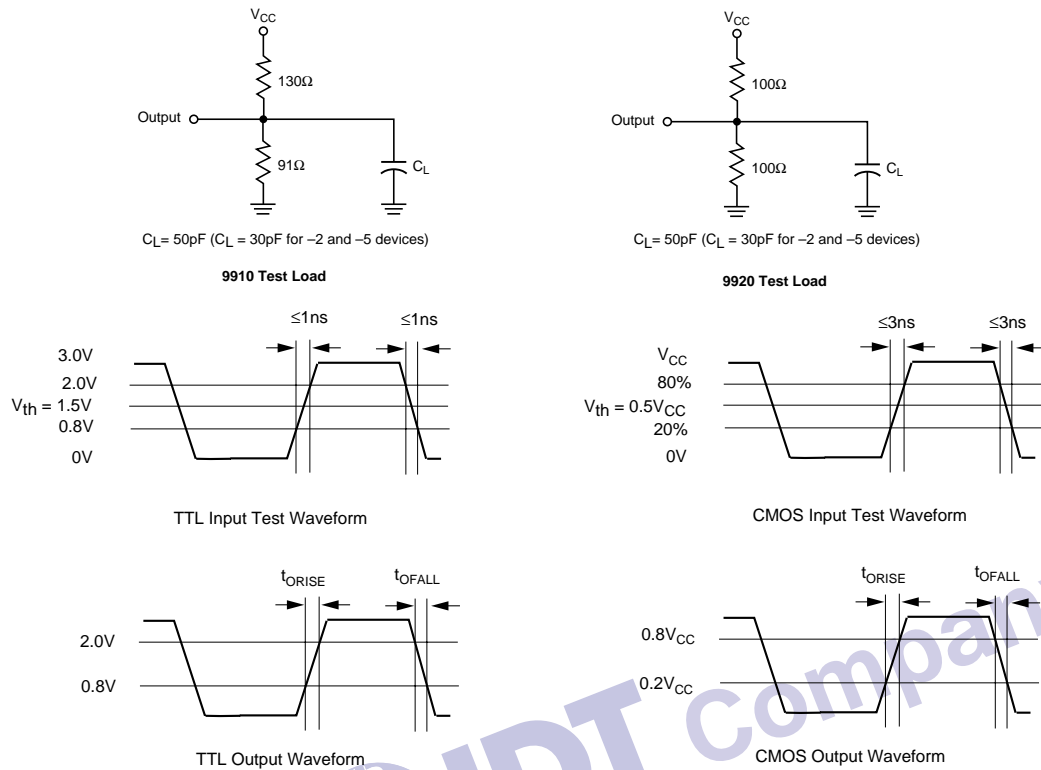 VCC
130Ω
Output
91Ω
CL
CL= 50pF (CL = 30pF for –2 and –5 devices)
9910 Test Load
VCC
100Ω
Output
100Ω
CL
CL= 50pF (CL = 30pF for –2 and –5 devices)
9920 Test Load
≤1ns ≤1ns
3.0V
2.0V
Vth = 1.5V
0.8V
0V
TTL Input Test Waveform
≤3ns ≤3ns
VCC
80%
Vth = 0.5VCC
20%
0V
CMOS Input Test Waveform
tORISE tOFALL
2.0V
0.8V
TTL Output Waveform
tORISE tOFALL
0.8VCC
0.2VCC
CMOS Output Waveform
IDT Company